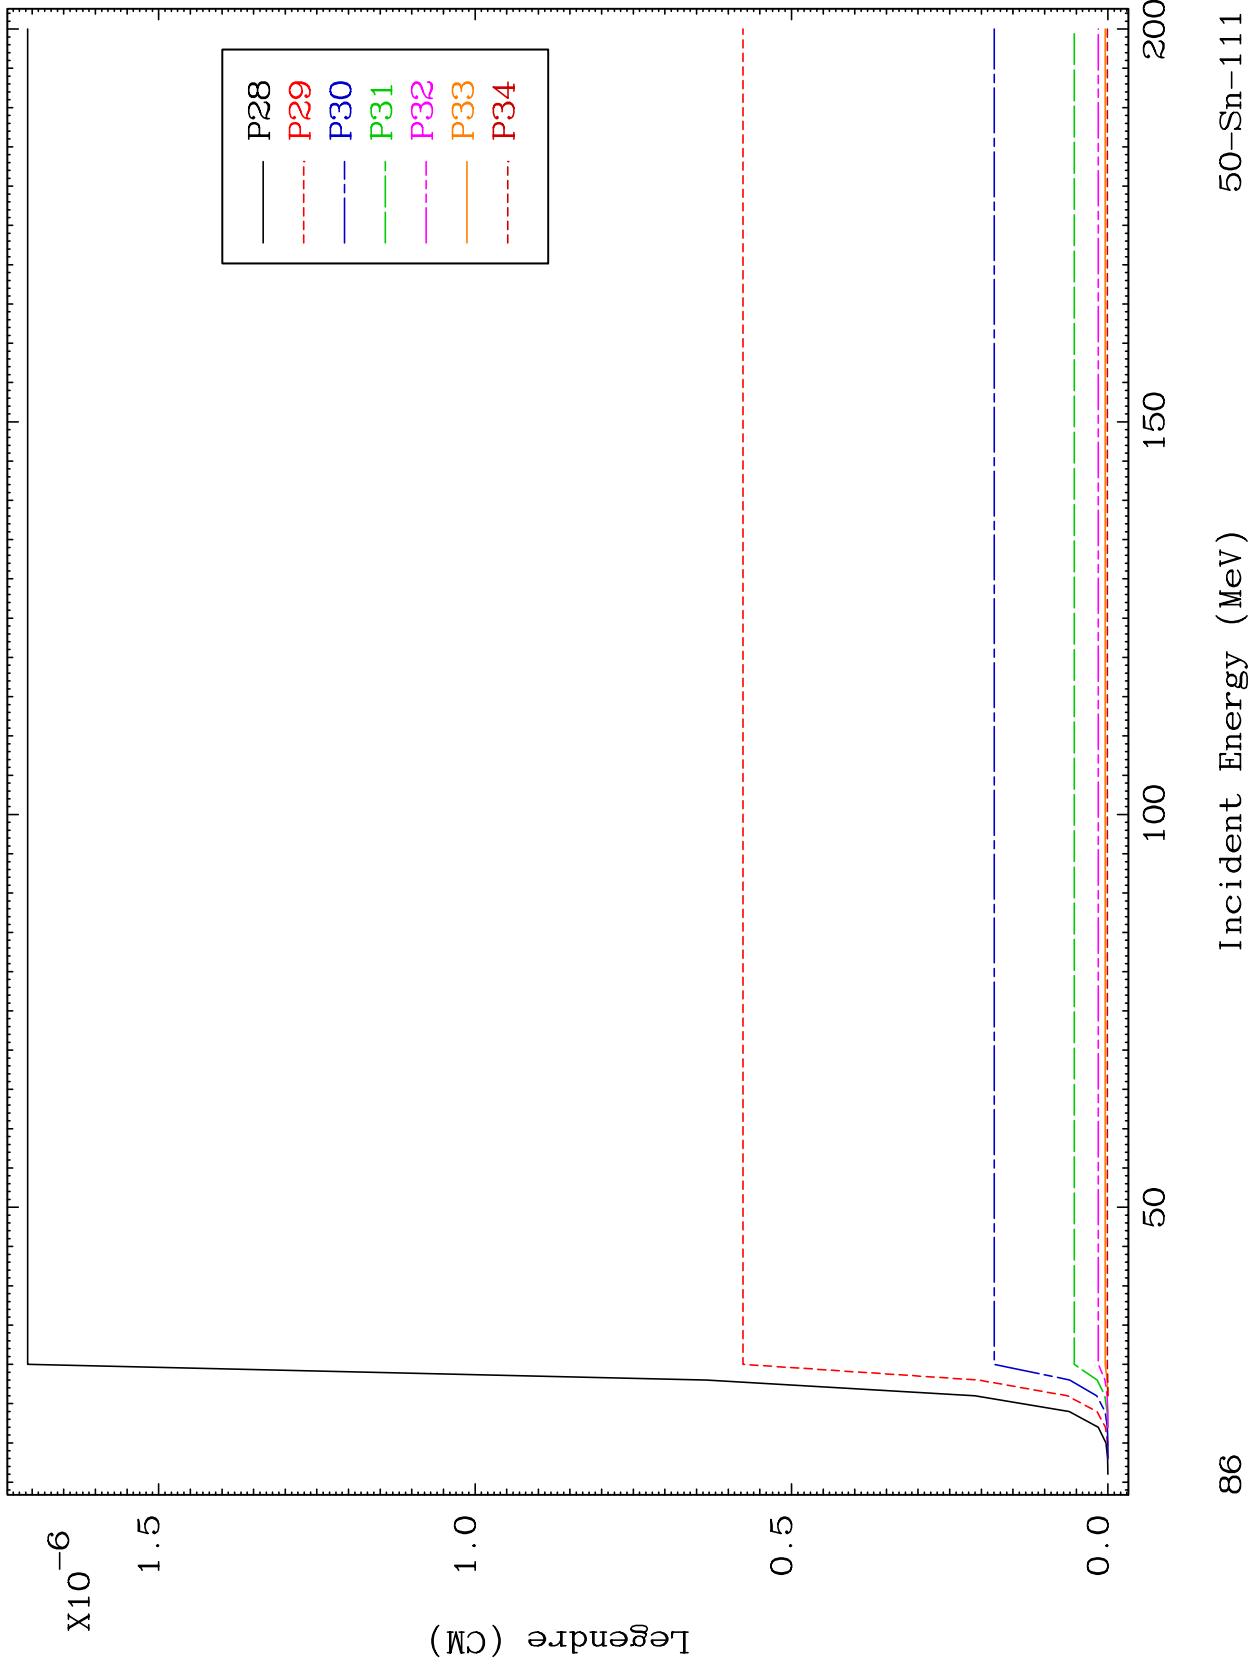 X10-6
1.5
1.0
0.5
0.0
Legendre (CM)
P28
P29
P30
P31
P32
P33
P34
50
100
150
200
Incident Energy (MeV)
86
50-Sn-111